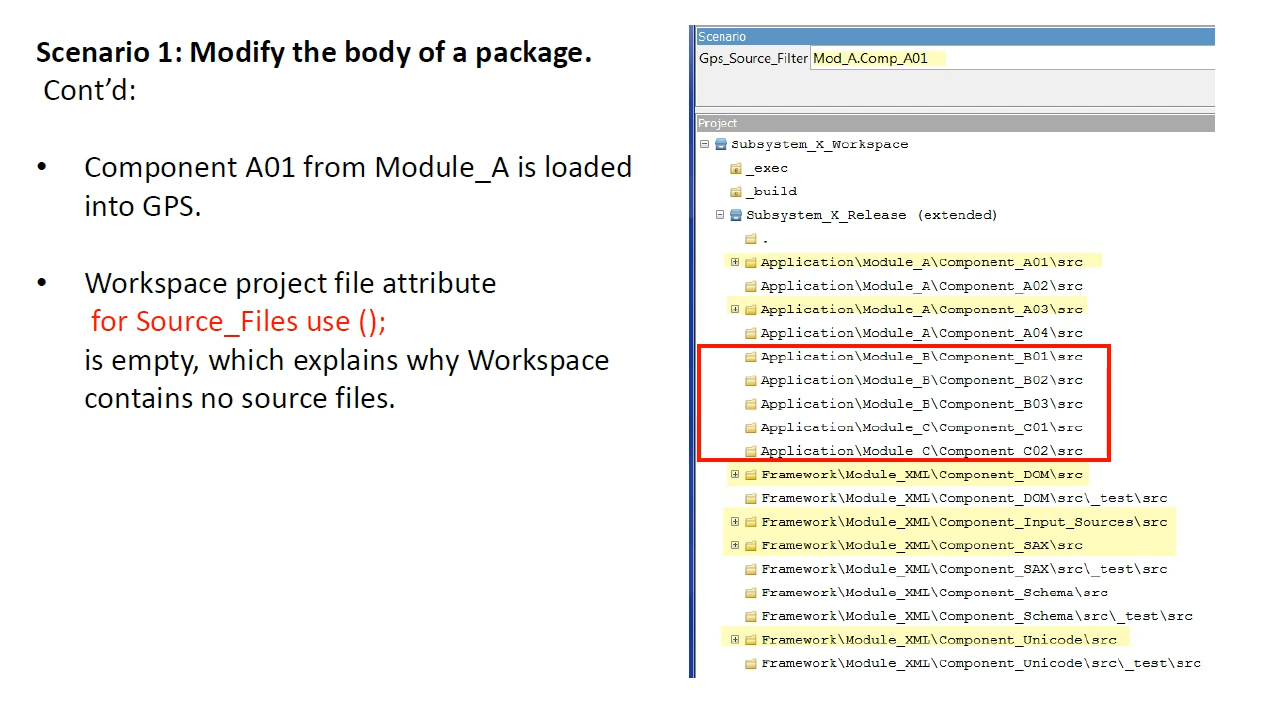 Scenario 1: Modify the body of a package.
Cont’d:
• Component A01 from Module_A is loaded
into GPS.
• Workspace project file attribute
for Source_Files use ();
is empty, which explains why Workspace
contains no source files.
Scenario
Gps_Source_Filter Mod_A.Comp_A01
Project
Subsystem_X_Workspace
_exec
_build
Subsystem_X_Release (extended)
.
Application\Module_A\Component_A01\src
Application\Module_A\Component_A02\src
Application\Module_A\Component_A03\src
Application\Module_A\Component_A04\src
Application\Module_B\Component_B01\src
Application\Module_B\Component_B02\src
Application\Module_B\Component_B03\src
Application\Module_C\Component_C01\src
Application\Module_C\Component_C02\src
Framework\Module_XML\Component_DOM\src
Framework\Module_XML\Component_DOM\src\_test\src
Framework\Module_XML\Component_Input_Sources\src
Framework\Module_XML\Component_SAX\src
Framework\Module_XML\Component_SAX\src\_test\src
Framework\Module_XML\Component_Schema\src
Framework\Module_XML\Component_Schema\src\_test\src
Framework\Module_XML\Component_Unicode\src
Framework\Module_XML\Component_Unicode\src\_test\src